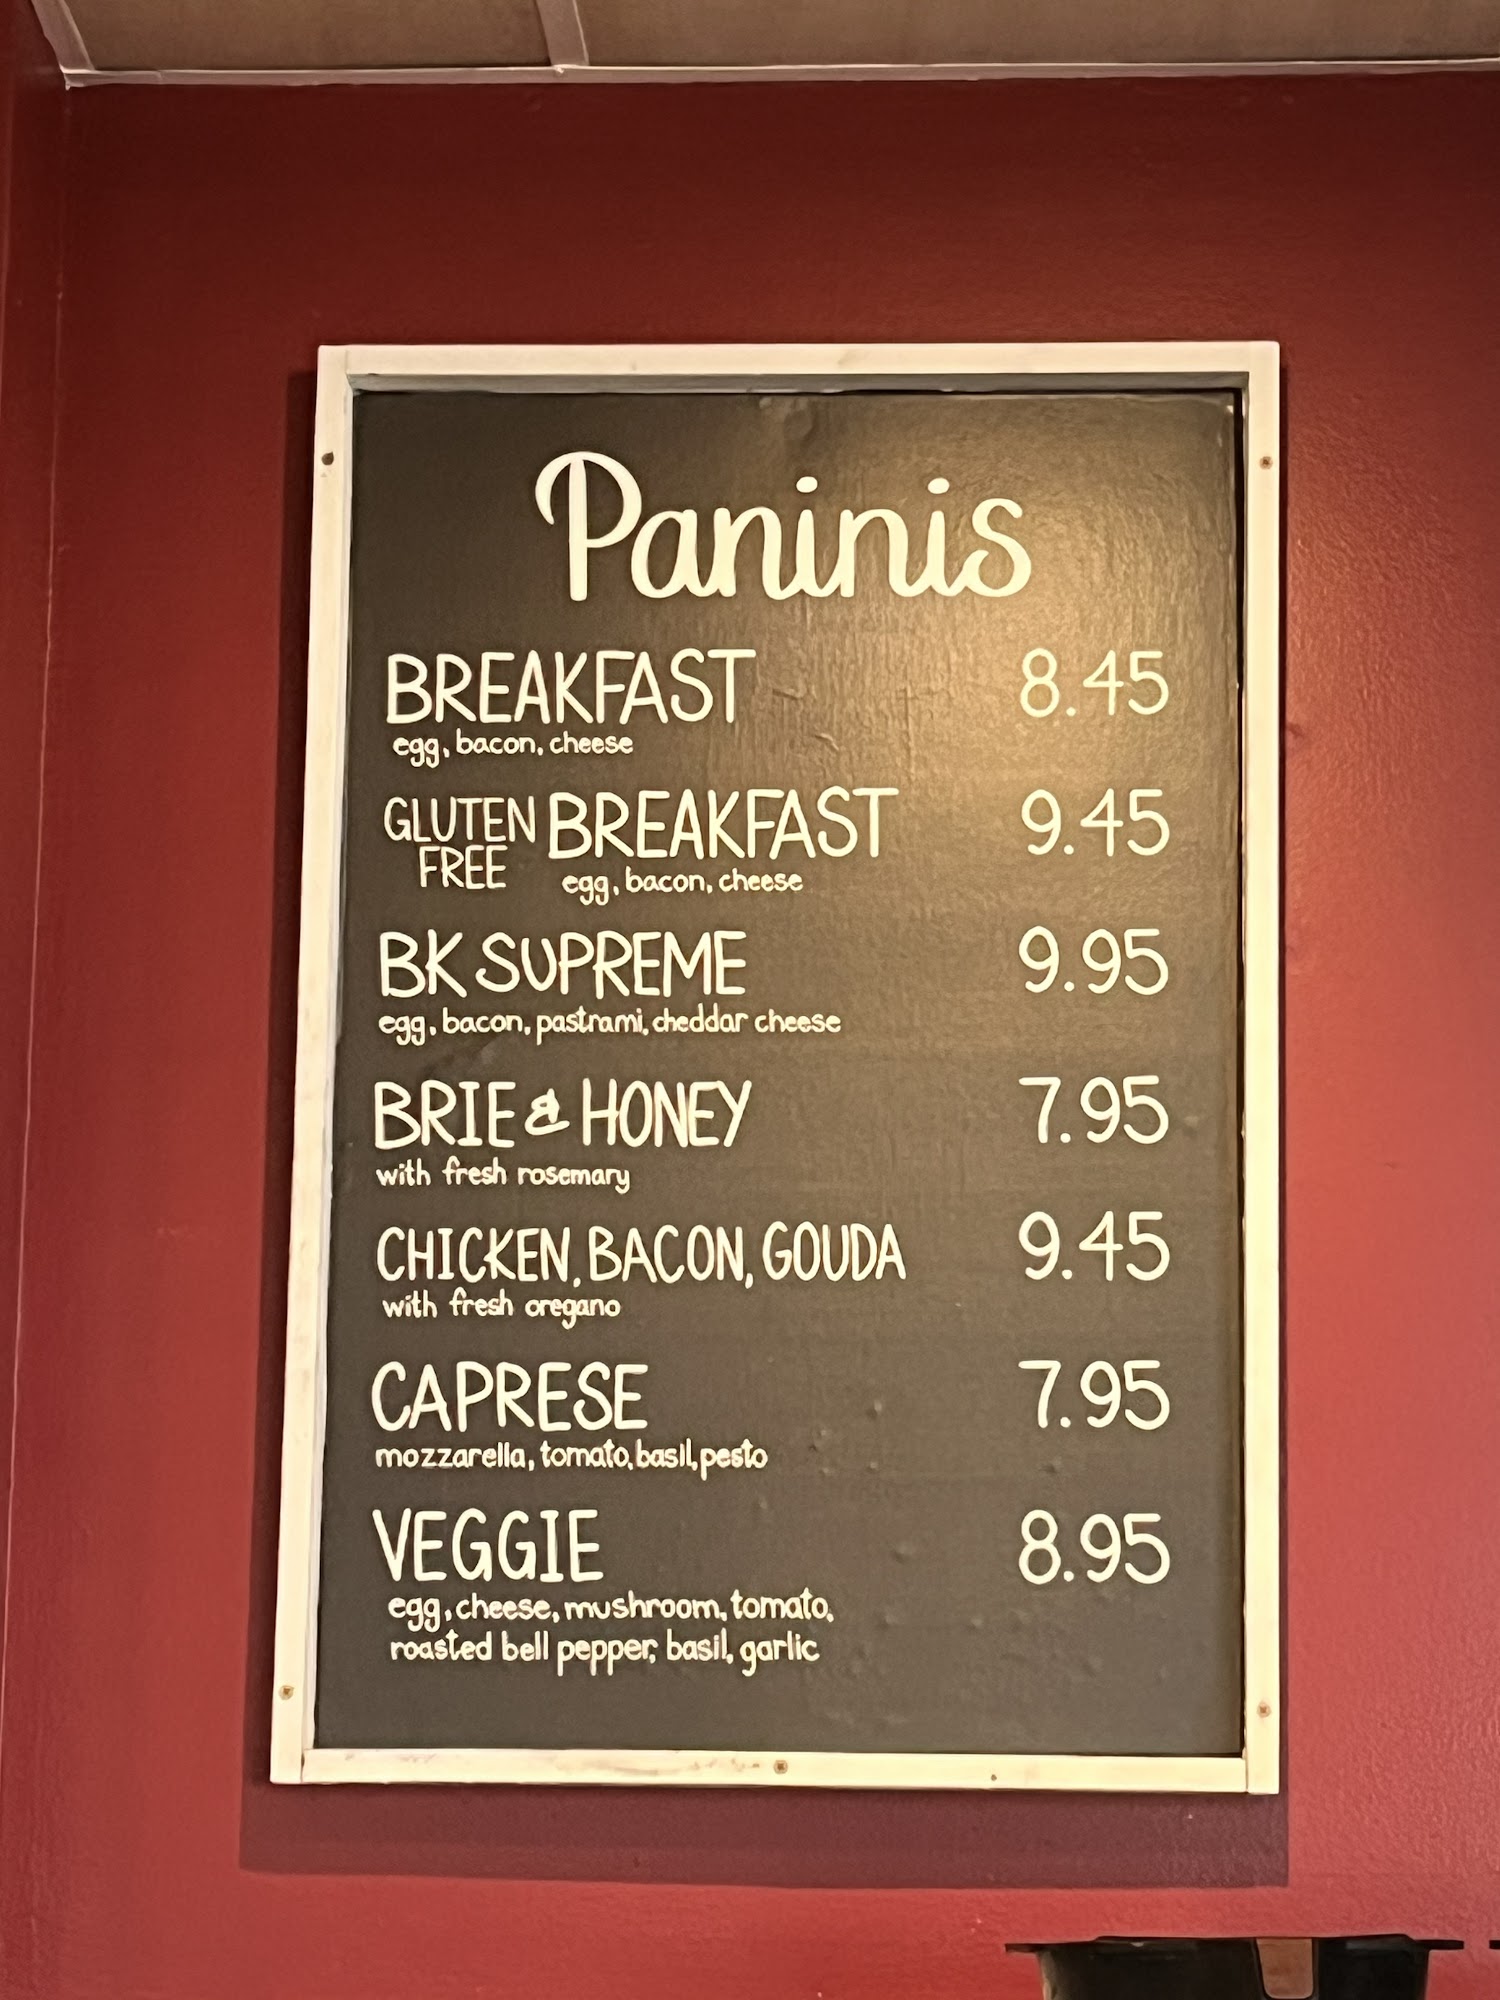 Paninis
BREAKFAST 8.45
egg, bacon, cheese
GLUTEN FREE BREAKFAST 9.45
egg, bacon, cheese
BK SUPREME 9.95
egg, bacon, pastrami, cheddar cheese
BRIE & HONEY 7.95
with fresh rosemary
CHICKEN, BACON, GOUDA 9.45
with fresh oregano
CAPRESE 7.95
mozzarella, tomato, basil, pesto
VEGGIE 8.95
egg, cheese, mushroom, tomato,
roasted bell pepper, basil, garlic